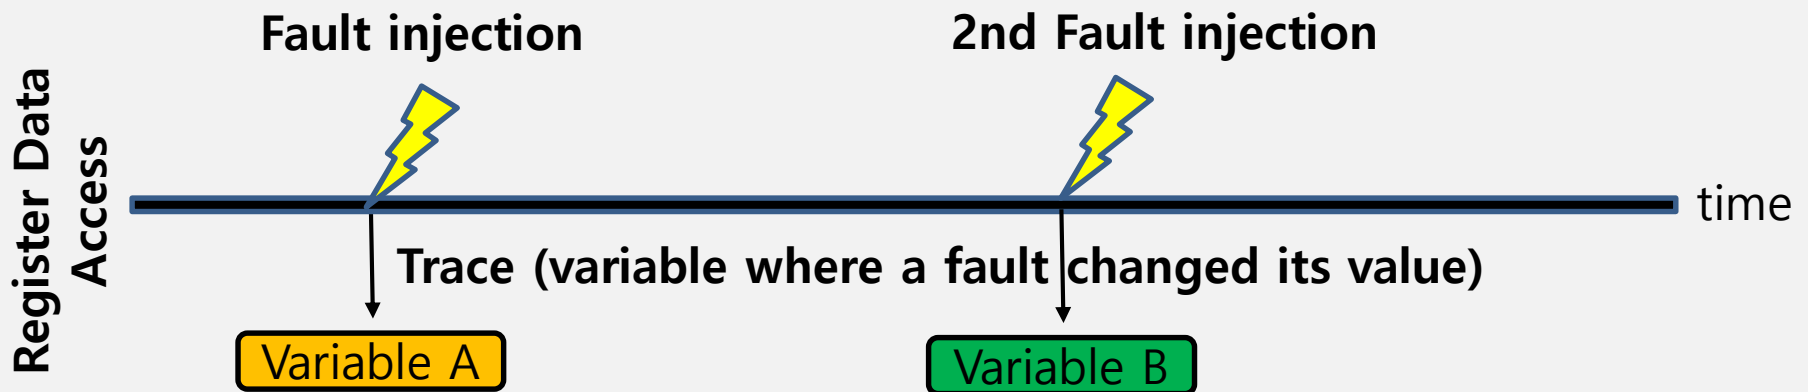 Fault injection
2nd Fault injection
Register Data
Access
time
Trace (variable where a fault changed its value)
Variable A
Variable B